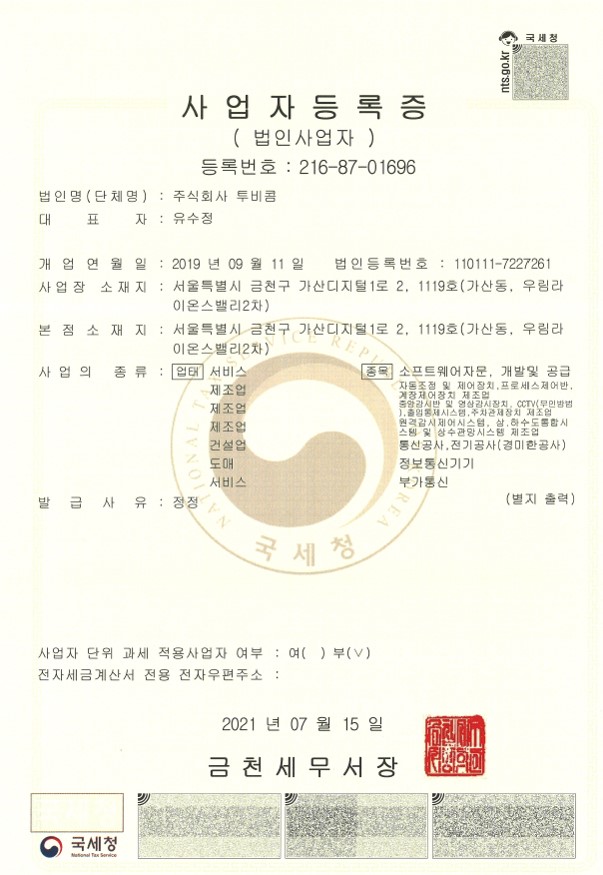 국세청
nts.go.kr
사업자등록증
( 법인사업자 )
등록번호 : 216-87-01696
법인명(단체명) : 주식회사 투비콤
대표자 : 유수정
개업연월일 : 2019 년 09 월 11 일 법인등록번호 : 110111-7227261
사업장 소재지 : 서울특별시 금천구 가산디지털1로 2, 1119호(가산동, 우림라
이온스밸리2차)
본점소재지 : 서울특별시 금천구 가산디지털1로 2, 1119호(가산동, 우림라
이온스밸리2차)
사업의 종류 : 업태 서비스 종목 소프트웨어자문, 개발및 공급
제조업 자동조정 및 제어장치,프로세스제어반,
계장제어장치 제조업
제조업 중앙감시반 및 영상감시장치, CCTV(무인방범
),출입통제시스템,주차관제장치 제조업
제조업 원격감시제어시스템, 상,하수도통합시
스템 및 상수관망시스템 제조업
건설업 통신공사,전기공사(경미한공사)
도매 정보통신기기
서비스 부가통신
발급사유 : 정정 (별지 출력)
NATIONAL TAX SERVICE REPUBLIC OF KOREA
국세청
사업자 단위 과세 적용사업자 여부 : 여( ) 부(∨)
전자세금계산서 전용 전자우편주소 :
2021 년 07 월 15 일
금천세무서장
국세청
National Tax Service